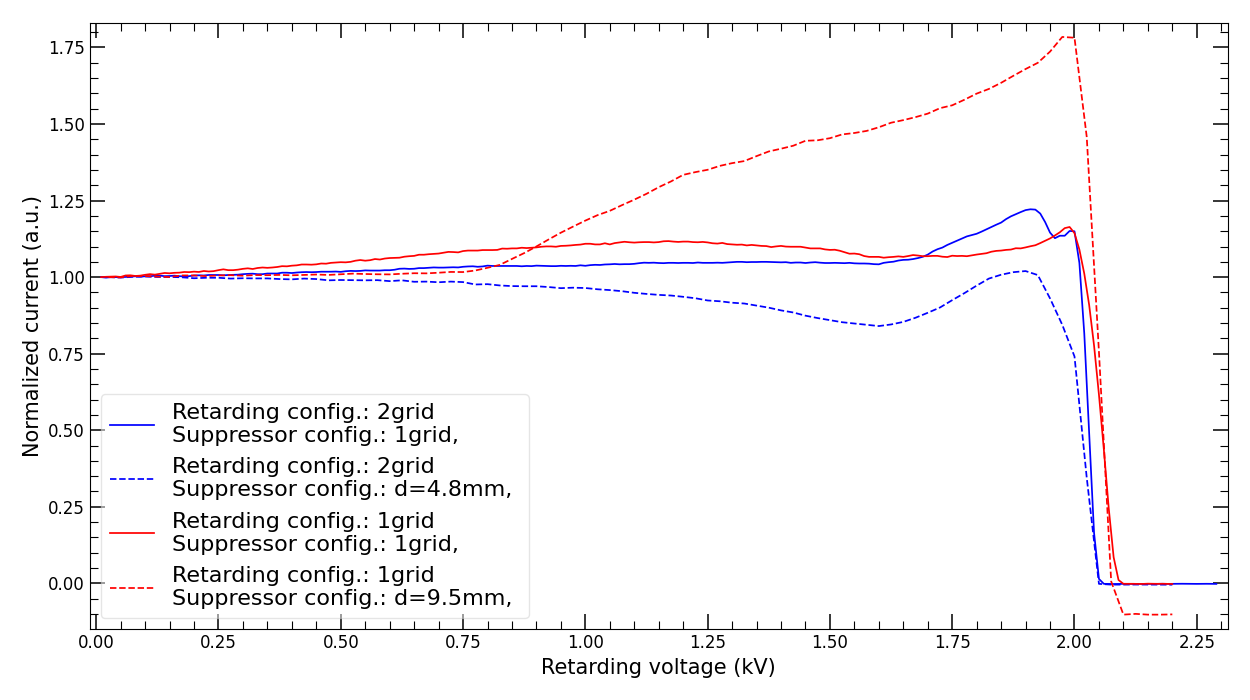 1.75
1.50
1.25
1.00
0.75
0.50
0.25
0.00
Normalized current (a.u.)
Retarding config.: 2grid
Suppressor config.: 1grid,
Retarding config.: 2grid
Suppressor config.: d=4.8mm,
Retarding config.: 1grid
Suppressor config.: 1grid,
Retarding config.: 1grid
Suppressor config.: d=9.5mm,
0.00 0.25 0.50 0.75 1.00 1.25 1.50 1.75 2.00 2.25
Retarding voltage (kV)